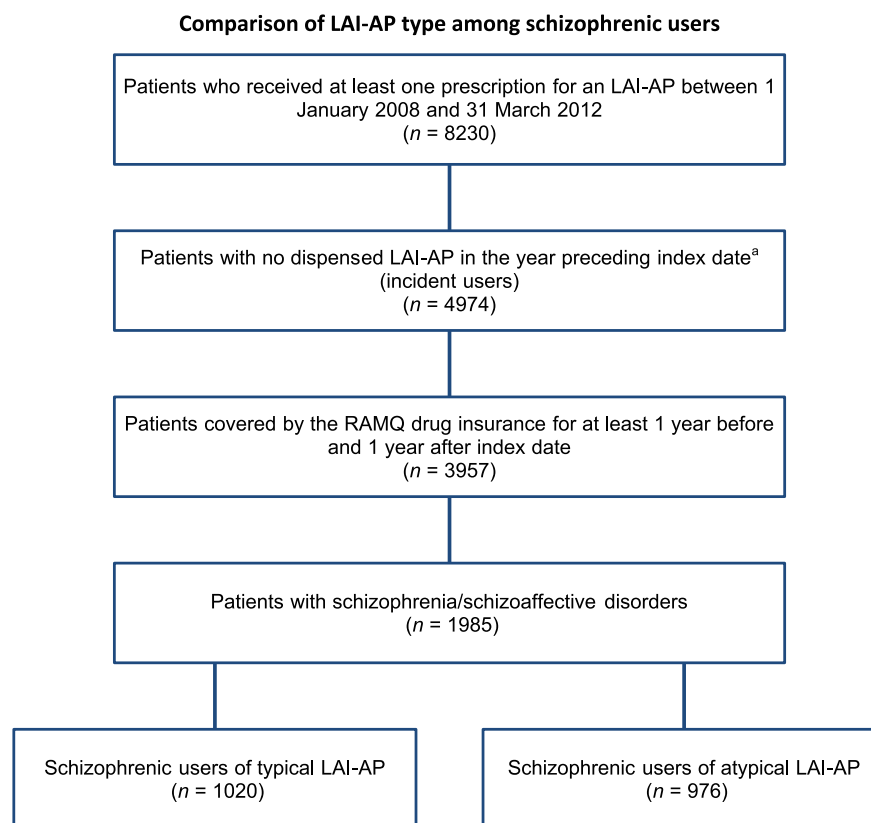 Comparison of LAI-AP type among schizophrenic users
Patients who received at least one prescription for an LAI-AP between 1
January 2008 and 31 March 2012
(n = 8230)
Patients with no dispensed LAI-AP in the year preceding index dateª
(incident users)
(n = 4974)
Patients covered by the RAMQ drug insurance for at least 1 year before
and 1 year after index date
(n = 3957)
Patients with schizophrenia/schizoaffective disorders
(n = 1985)
Schizophrenic users of typical LAI-AP
(n = 1020)
Schizophrenic users of atypical LAI-AP
(n = 976)